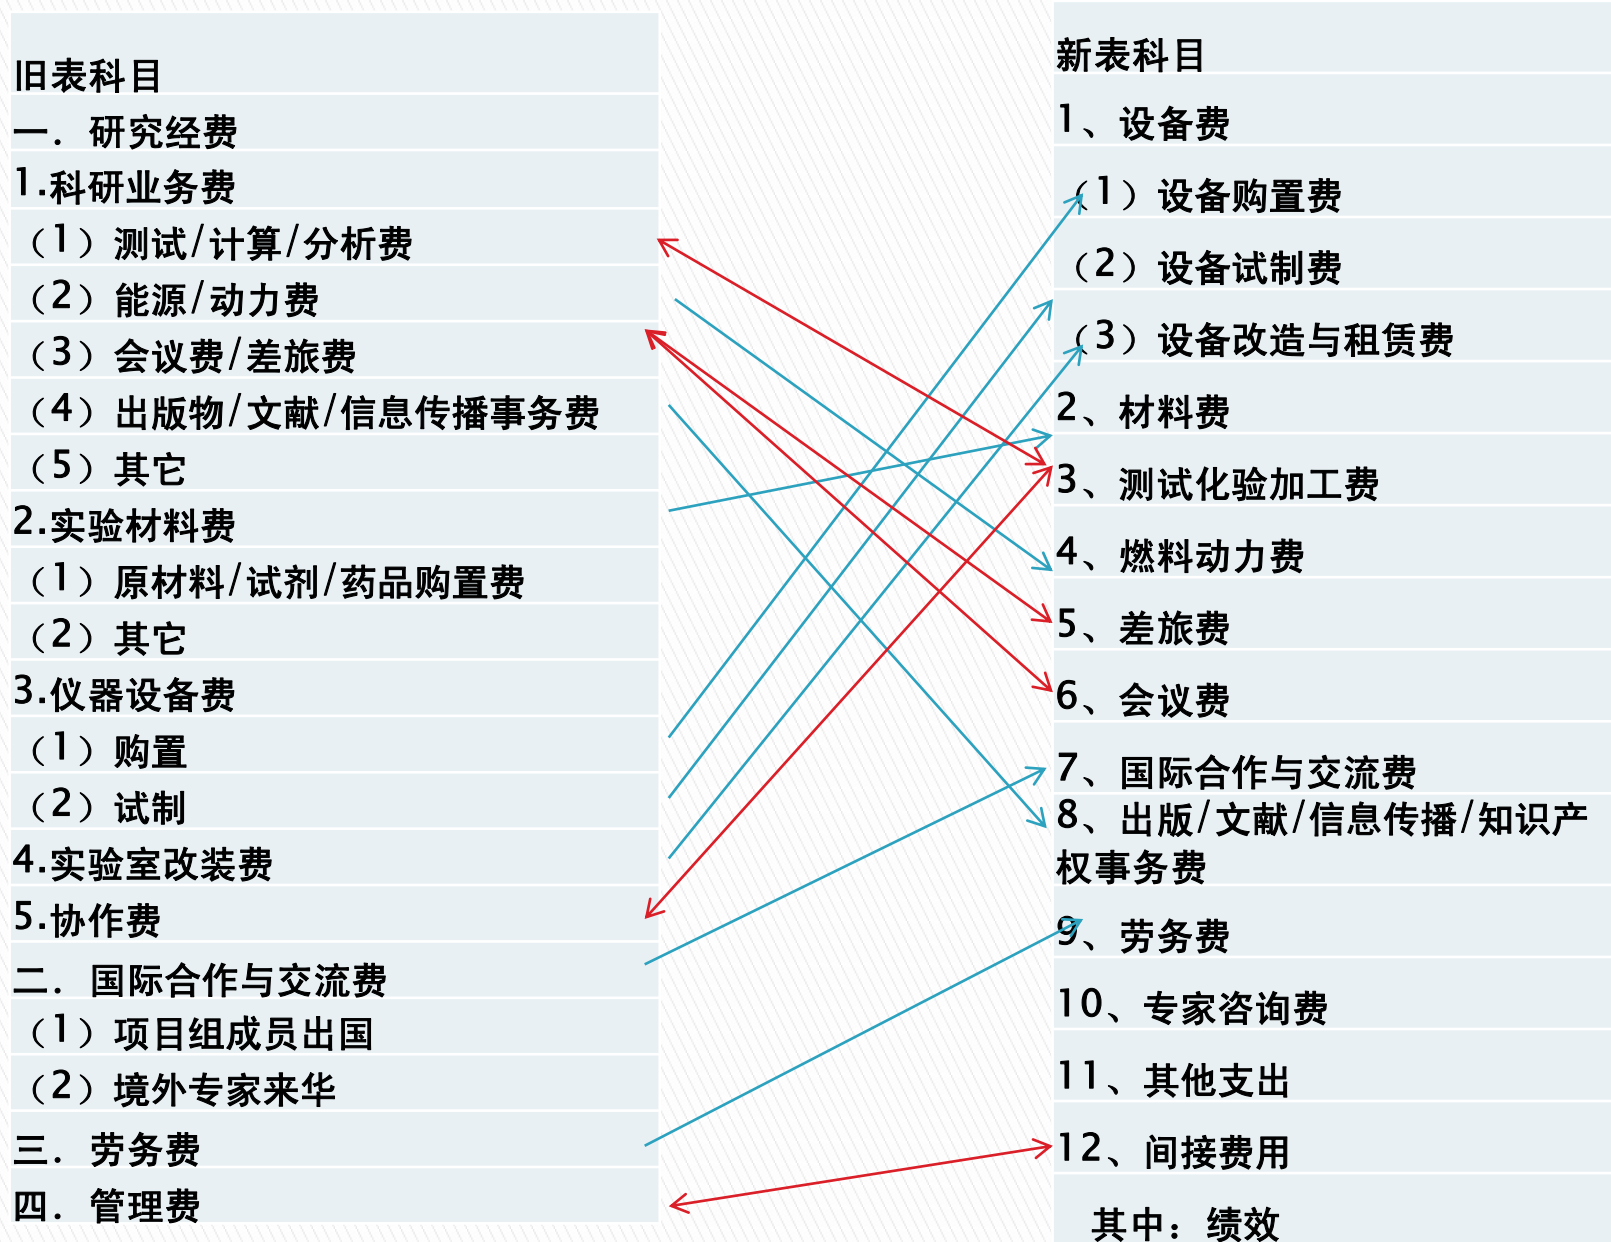 旧表科目
一．研究经费
1.科研业务费
（1）测试/计算/分析费
（2）能源/动力费
（3）会议费/差旅费
（4）出版物/文献/信息传播事务费
（5）其它
2.实验材料费
（1）原材料/试剂/药品购置费
（2）其它
3.仪器设备费
（1）购置
（2）试制
4.实验室改装费
5.协作费
二．国际合作与交流费
（1）项目组成员出国
（2）境外专家来华
三．劳务费
四．管理费
新表科目
1、设备费
（1）设备购置费
（2）设备试制费
（3）设备改造与租赁费
2、材料费
3、测试化验加工费
4、燃料动力费
5、差旅费
6、会议费
7、国际合作与交流费
8、出版/文献/信息传播/知识产
权事务费
9、劳务费
10、专家咨询费
11、其他支出
12、间接费用
其中：绩效